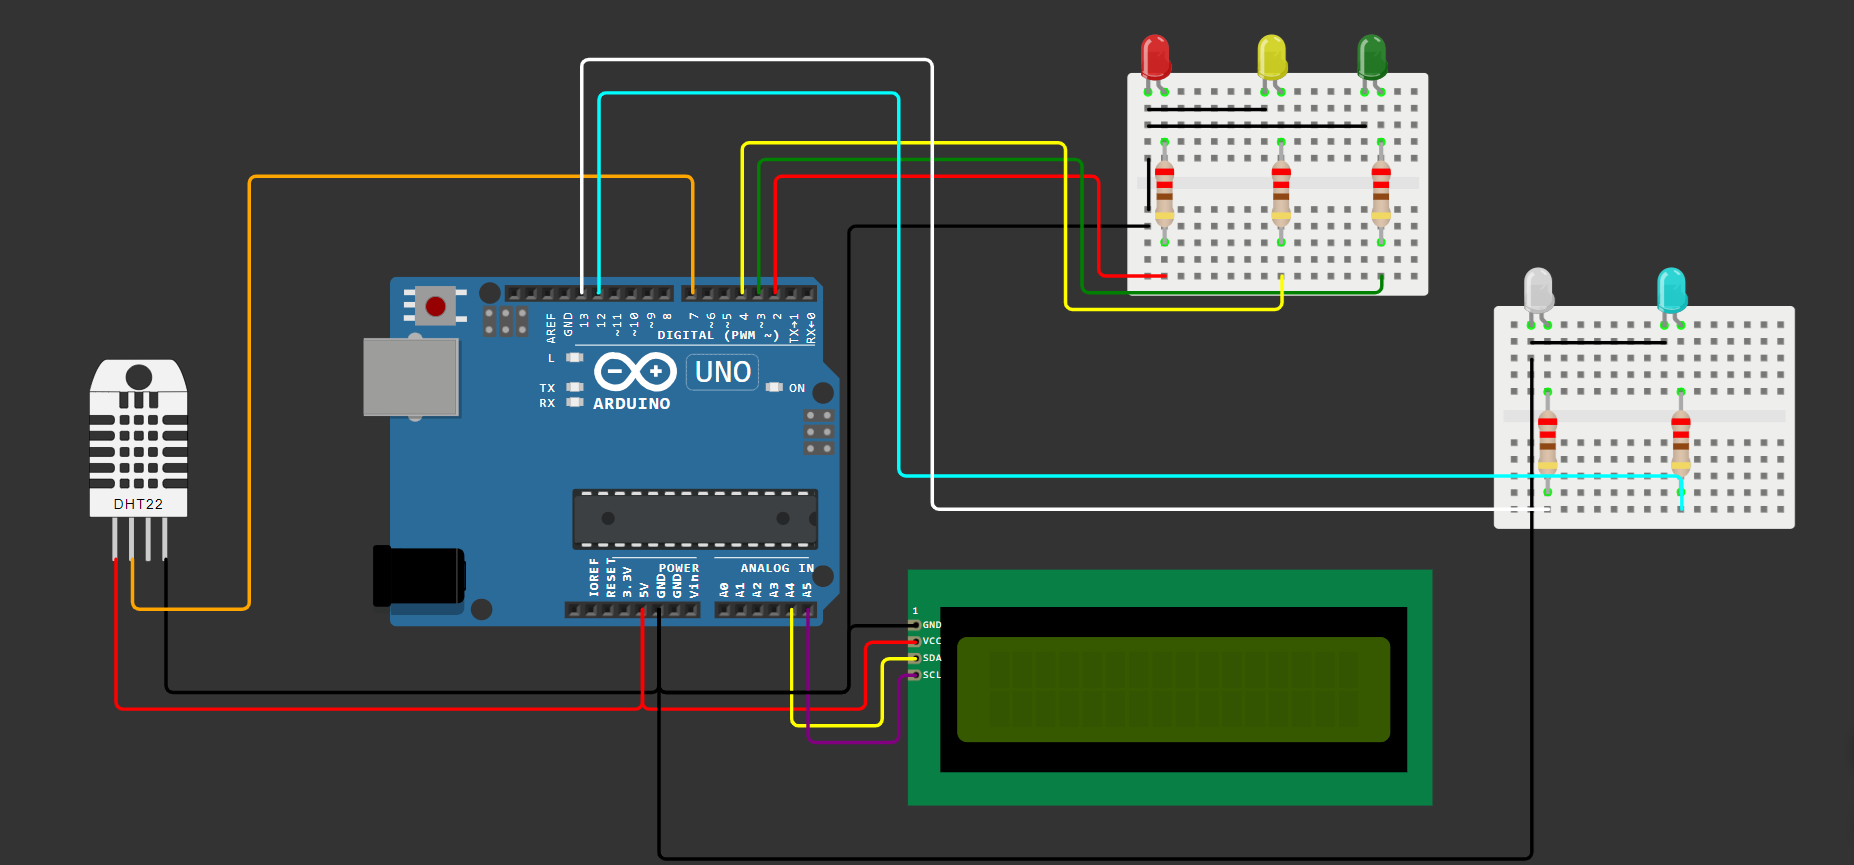 AREF
GND
13
12
~11
~10
~9
8
7
~6
~5
4
~3
2
TX→1
RX←0
DIGITAL (PWM ~)
L
TX
RX
UNO
ON
ARDUINO
DHT22
IOREF
RESET
3.3V
5V
GND
GND
Vin
POWER
ANALOG IN
A0
A1
A2
A3
A4
A5
1
GND
VCC
SDA
SCL